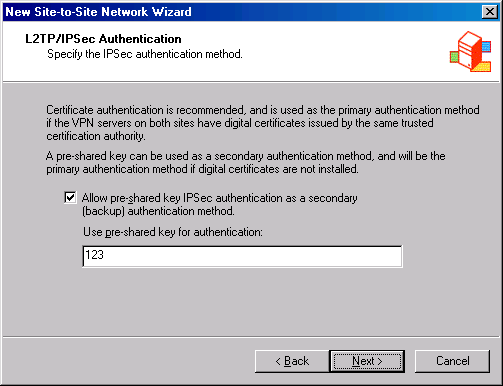 New Site-to-Site Network Wizard
L2TP/IPSec Authentication
Specify the IPSec authentication method.
Certificate authentication is recommended, and is used as the primary authentication method
if the VPN servers on both sites have digital certificates issued by the same trusted
certification authority.
A pre-shared key can be used as a secondary authentication method, and will be the
primary authentication method if digital certificates are not installed.
Allow pre-shared key IPSec authentication as a secondary
(backup) authentication method.
Use pre-shared key for authentication:
123
< Back Next > Cancel